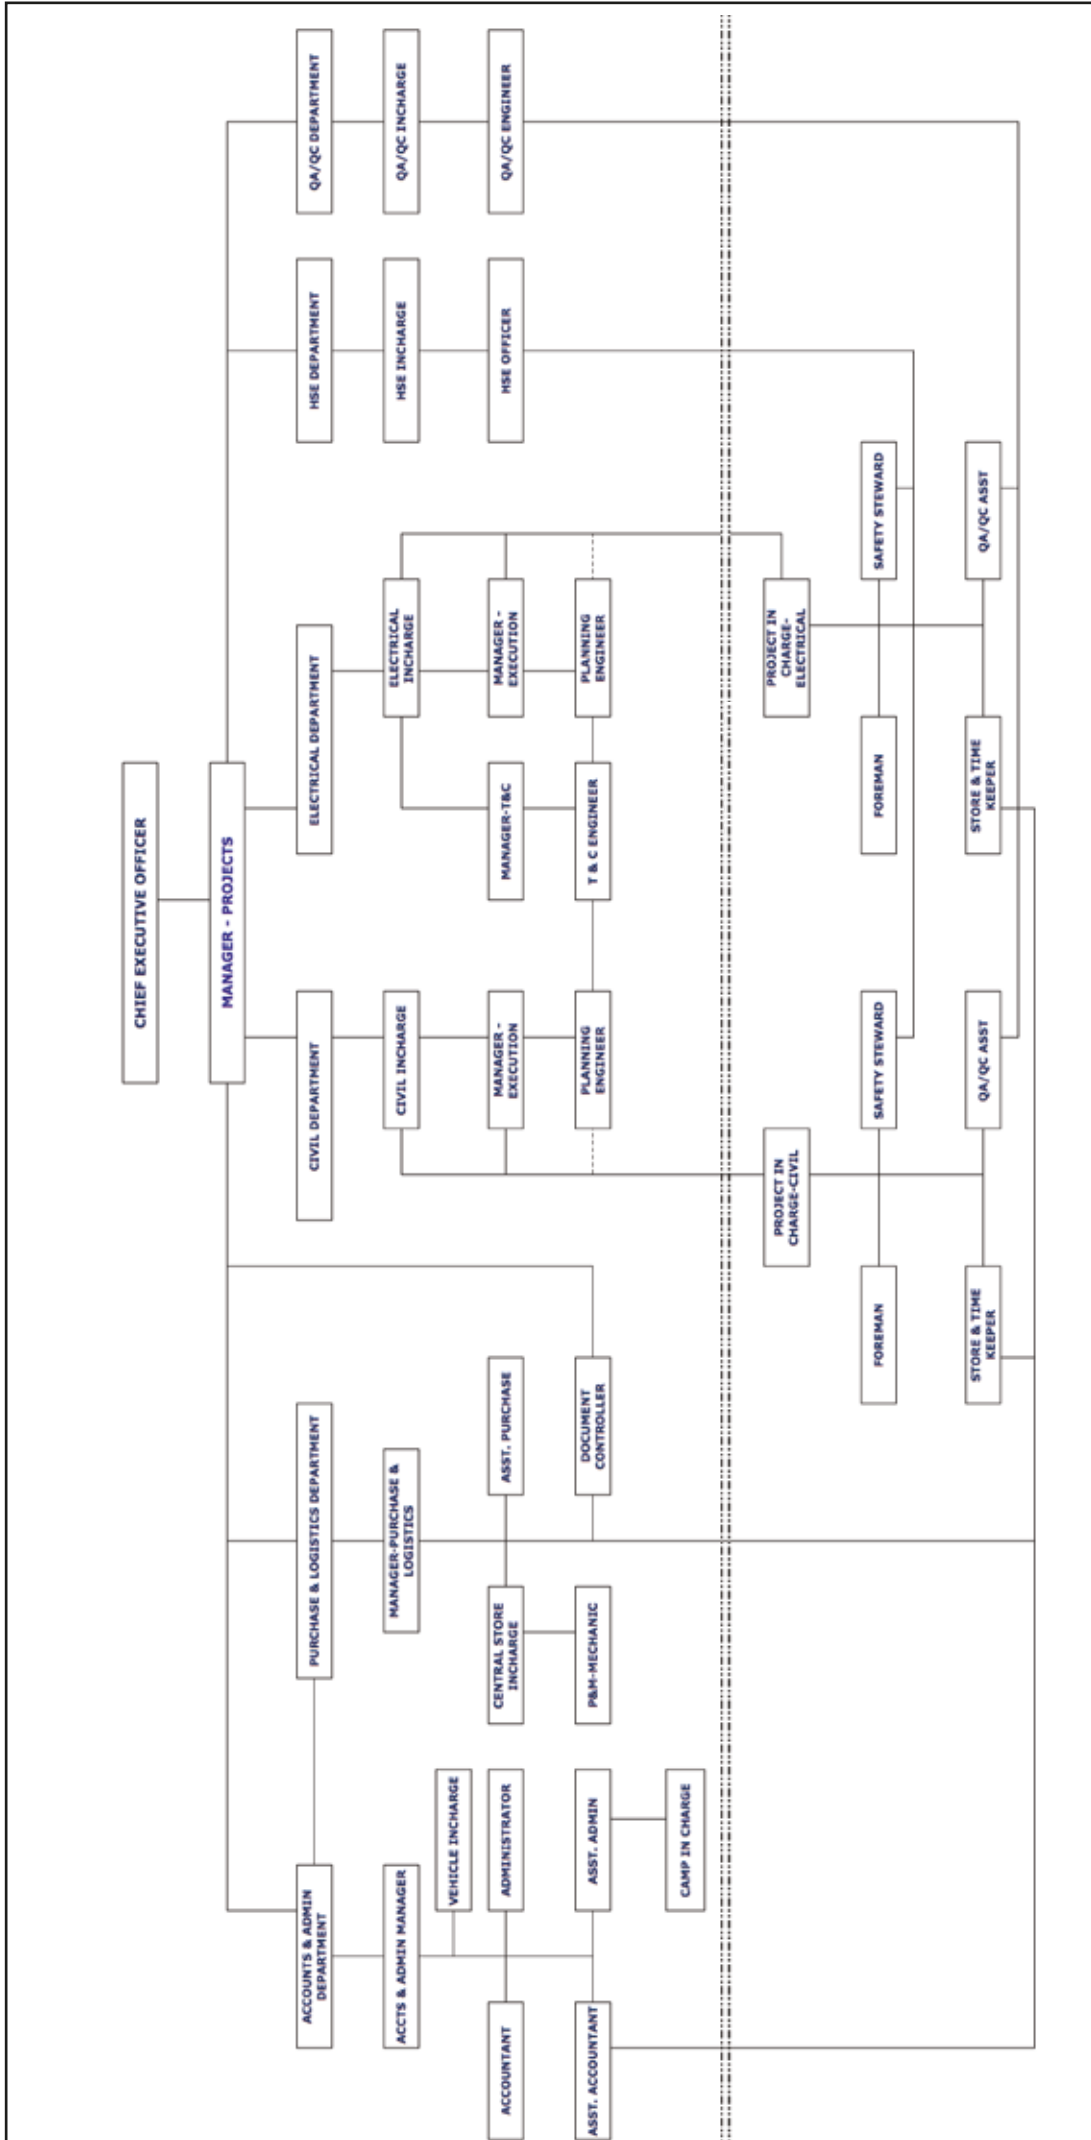 CHIEF EXECUTIVE OFFICER
MANAGER - PROJECTS
ACCOUNTS & ADMIN
DEPARTMENT
PURCHASE & LOGISTICS DEPARTMENT
CIVIL DEPARTMENT
ELECTRICAL DEPARTMENT
HSE DEPARTMENT
QA/QC DEPARTMENT
ACCTS & ADMIN MANAGER
MANAGER-PURCHASE &
LOGISTICS
CIVIL INCHARGE
ELECTRICAL
INCHARGE
HSE INCHARGE
QA/QC INCHARGE
VEHICLE INCHARGE
ACCOUNTANT
ADMINISTRATOR
CENTRAL STORE
INCHARGE
ASST. PURCHASE
MANAGER -
EXECUTION
MANAGER-T&C
MANAGER -
EXECUTION
HSE OFFICER
QA/QC ENGINEER
ASST. ACCOUNTANT
ASST. ADMIN
P&M-MECHANIC
DOCUMENT
CONTROLLER
PLANNING
ENGINEER
T & C ENGINEER
PLANNING
ENGINEER
CAMP IN CHARGE
PROJECT IN
CHARGE-CIVIL
PROJECT IN
CHARGE-
ELECTRICAL
FOREMAN
SAFETY STEWARD
FOREMAN
SAFETY STEWARD
STORE & TIME
KEEPER
QA/QC ASST
STORE & TIME
KEEPER
QA/QC ASST